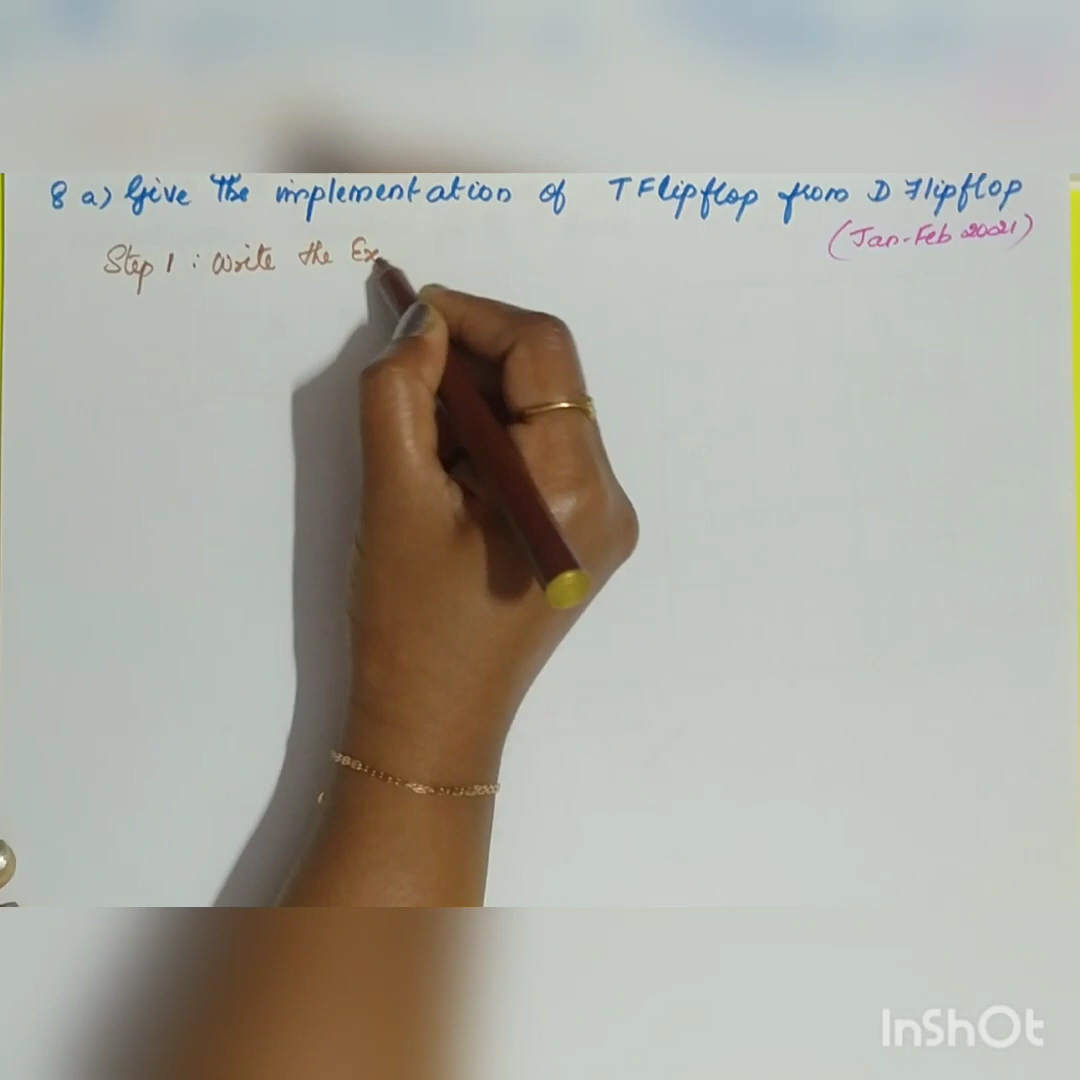 8 a) Give the implementation of T Flipflop from D Flipflop
(Jan-Feb 2021)
Step 1 : Write the Ex
InShOt